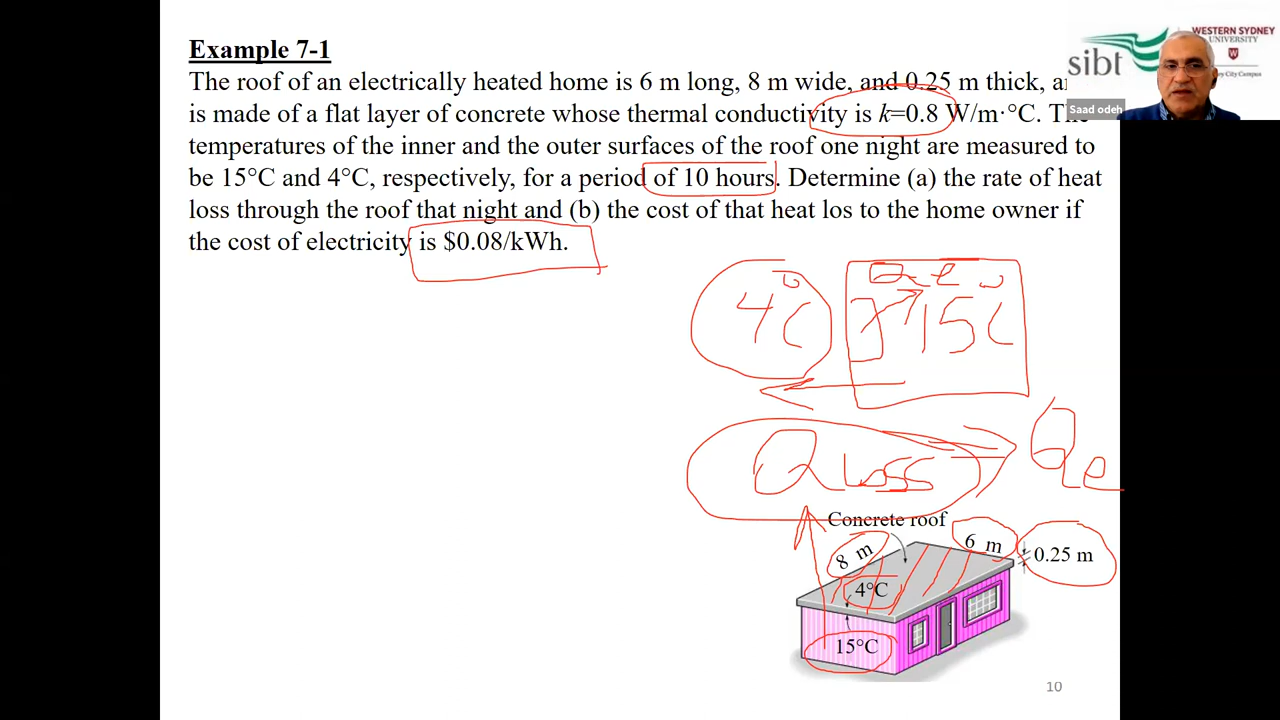 Example 7-1
The roof of an electrically heated home is 6 m long, 8 m wide, and 0.25 m thick, a
is made of a flat layer of concrete whose thermal conductivity is k=0.8 W/m·°C. The
temperatures of the inner and the outer surfaces of the roof one night are measured to
be 15°C and 4°C, respectively, for a period of 10 hours. Determine (a) the rate of heat
loss through the roof that night and (b) the cost of that heat los to the home owner if
the cost of electricity is $0.08/kWh.
sibt
WESTERN SYDNEY
UNIVERSITY
W
ey City Campus
Saad odeh
4°C
15°C
Q Loss
Qe
Concrete roof
8 m
6 m
0.25 m
4°C
15°C
10